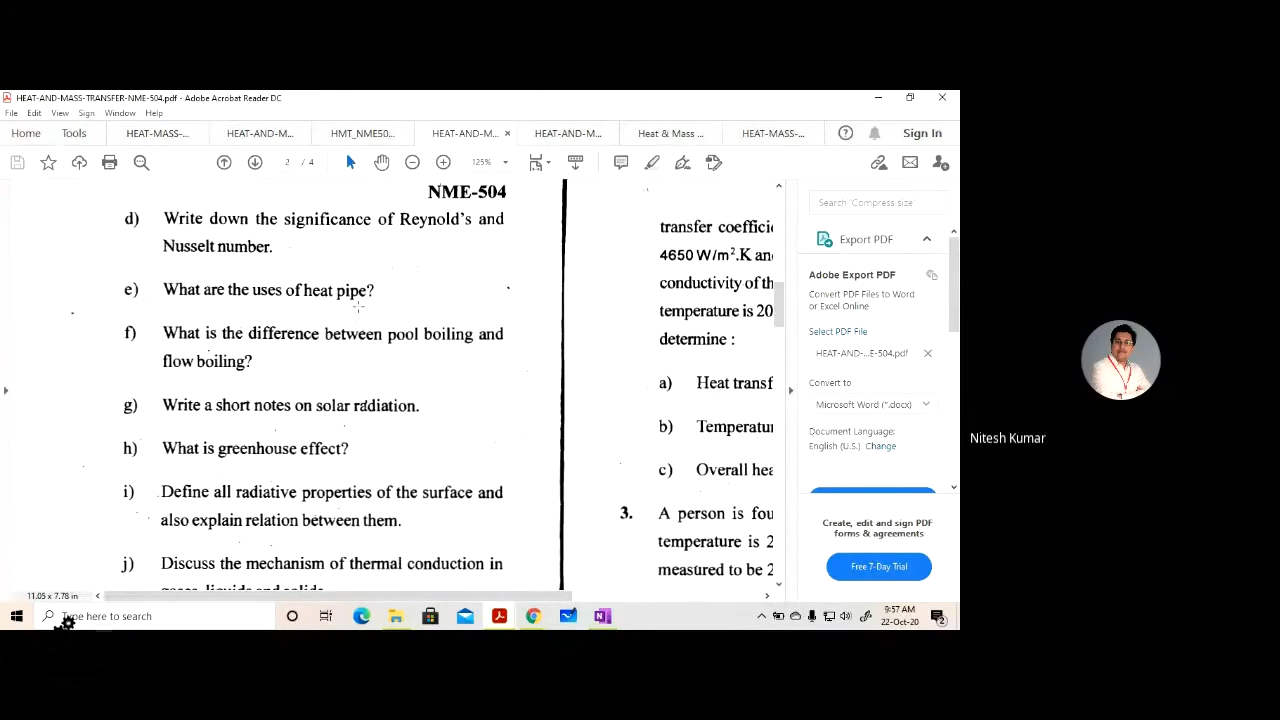 HEAT-AND-MASS-TRANSFER-NME-504.pdf - Adobe Acrobat Reader DC
File Edit View Sign Window Help
Home Tools HEAT-MASS-... HEAT-AND-M... HMT_NME50... HEAT-AND-M... × HEAT-AND-M... Heat & Mass ... HEAT-MASS-... Sign In
2 / 4 125%
NME-504
d) Write down the significance of Reynold's and
Nusselt number.
e) What are the uses of heat pipe?
f) What is the difference between pool boiling and
flow boiling?
g) Write a short notes on solar radiation.
h) What is greenhouse effect?
i) Define all radiative properties of the surface and
also explain relation between them.
j) Discuss the mechanism of thermal conduction in
transfer coefficie
4650 W/m².K an
conductivity of th
temperature is 20
determine :
a) Heat transf
b) Temperatu
c) Overall hea
3. A person is fou
temperature is 2
measured to be 2
Search 'Compress size'
Export PDF
Adobe Export PDF
Convert PDF Files to Word
or Excel Online
Select PDF File
HEAT-AND-...E-504.pdf ×
Convert to
Microsoft Word (*.docx)
Document Language:
English (U.S.) Change
Create, edit and sign PDF
forms & agreements
Free 7-Day Trial
11.05 x 7.78 in
Type here to search
9:57 AM
22-Oct-20
2
Nitesh Kumar